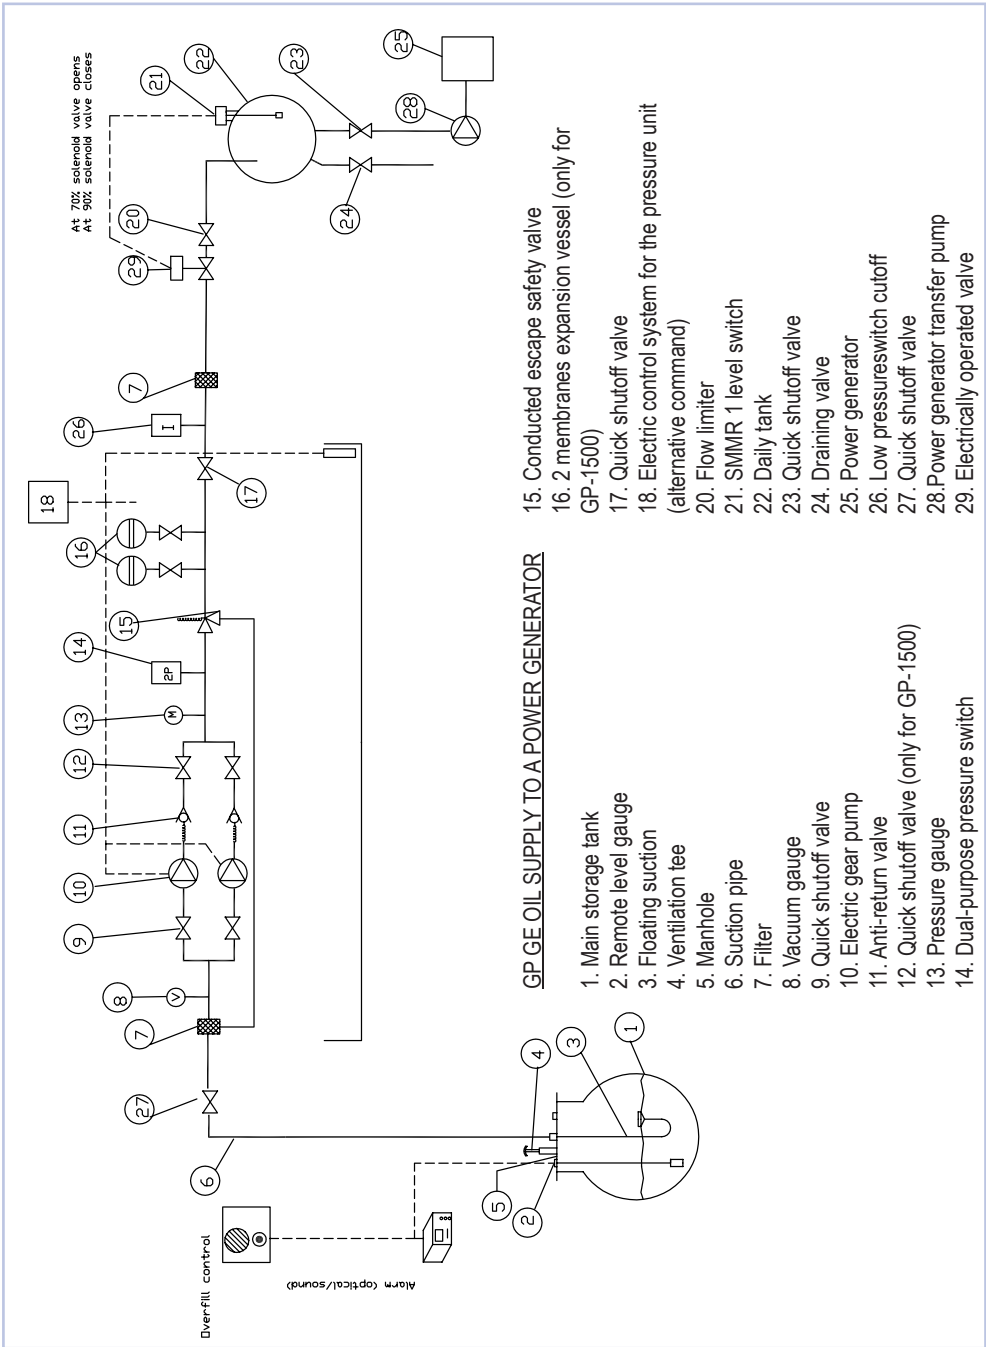 At 70% solenoid valve opens
At 90% solenoid valve closes
Overfill control
Alarm (optical/sound)
27
7
8
9
10
11
12
13
14
15
16
18
26
7
17
29
20
21
22
23
25
28
24
6
5
2
4
3
1
I
2P
M
V
GP GE OIL SUPPLY TO A POWER GENERATOR
1. Main storage tank
2. Remote level gauge
3. Floating suction
4. Ventilation tee
5. Manhole
6. Suction pipe
7. Filter
8. Vacuum gauge
9. Quick shutoff valve
10. Electric gear pump
11. Anti-return valve
12. Quick shutoff valve (only for GP-1500)
13. Pressure gauge
14. Dual-purpose pressure switch
15. Conducted escape safety valve
16. 2 membranes expansion vessel (only for
GP-1500)
17. Quick shutoff valve
18. Electric control system for the pressure unit
(alternative command)
20. Flow limiter
21. SMMR 1 level switch
22. Daily tank
23. Quick shutoff valve
24. Draining valve
25. Power generator
26. Low pressureswitch cutoff
27. Quick shutoff valve
28.Power generator transfer pump
29. Electrically operated valve